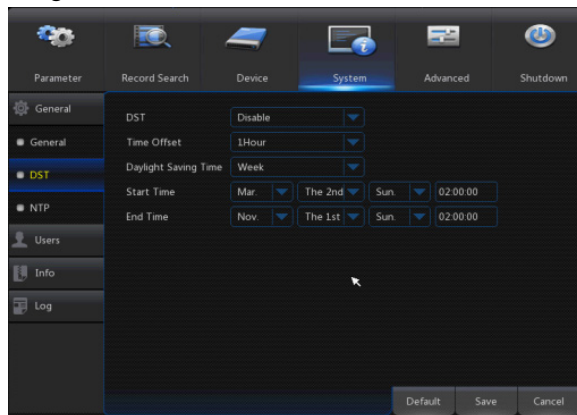 Parameter Record Search Device System Advanced Shutdown
General
General
DST
NTP
Users
Info
Log
DST Disable
Time Offset 1Hour
Daylight Saving Time Week
Start Time Mar. The 2nd Sun. 02:00:00
End Time Nov. The 1st Sun. 02:00:00
Default Save Cancel